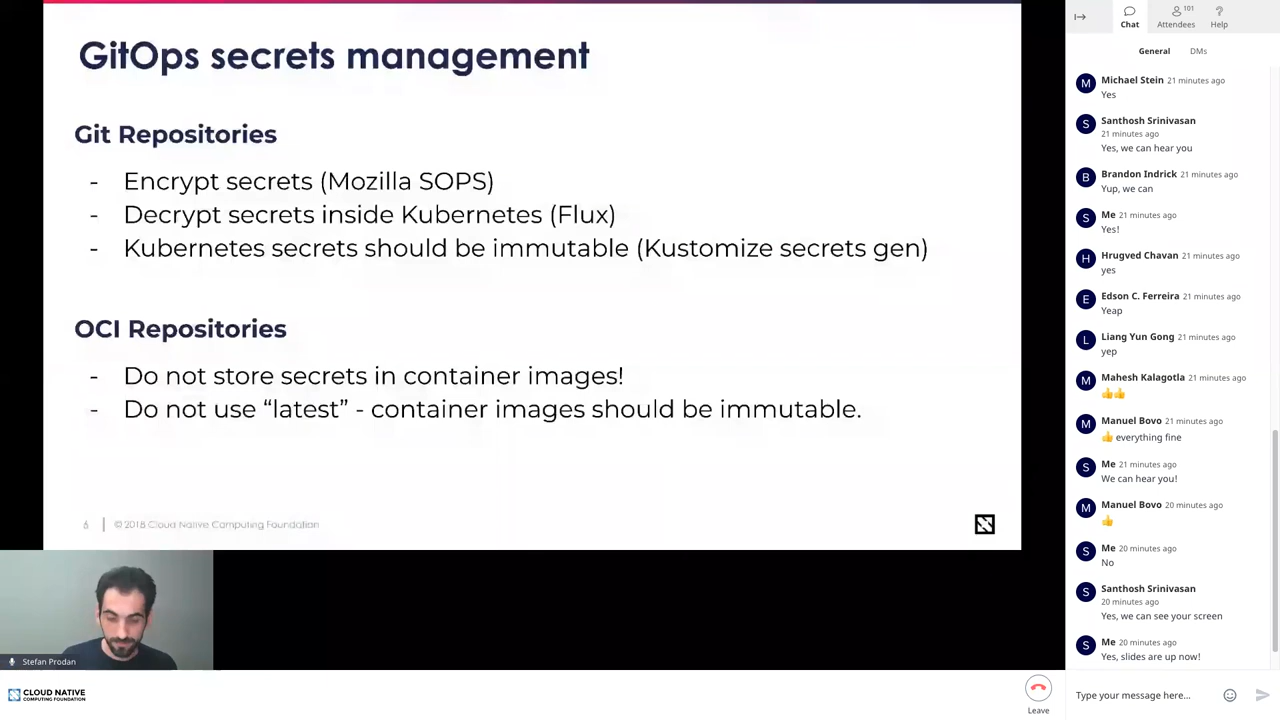 GitOps secrets management
Git Repositories
- Encrypt secrets (Mozilla SOPS)
- Decrypt secrets inside Kubernetes (Flux)
- Kubernetes secrets should be immutable (Kustomize secrets gen)
OCI Repositories
- Do not store secrets in container images!
- Do not use “latest” - container images should be immutable.
6 | © 2018 Cloud Native Computing Foundation
Stefan Prodan
CLOUD NATIVE
COMPUTING FOUNDATION
Leave
Chat
101
Attendees
? Help
General DMs
M Michael Stein 21 minutes ago
Yes
S Santhosh Srinivasan
21 minutes ago
Yes, we can hear you
B Brandon Indrick 21 minutes ago
Yup, we can
S Me 21 minutes ago
Yes!
H Hrugved Chavan 21 minutes ago
yes
E Edson C. Ferreira 21 minutes ago
Yeap
L Liang Yun Gong 21 minutes ago
yep
M Mahesh Kalagotla 21 minutes ago
👍👍
M Manuel Bovo 21 minutes ago
👍 everything fine
S Me 21 minutes ago
We can hear you!
M Manuel Bovo 20 minutes ago
👍
S Me 20 minutes ago
No
S Santhosh Srinivasan
20 minutes ago
Yes, we can see your screen
S Me 20 minutes ago
Yes, slides are up now!
Type your message here...